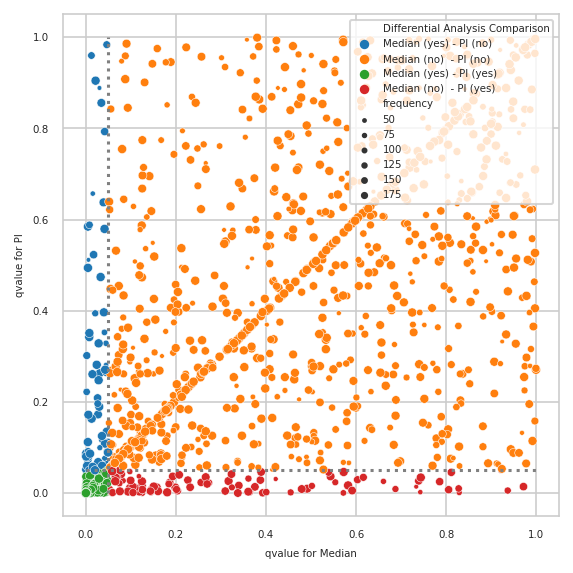 Differential Analysis Comparison
Median (yes) - PI (no)
Median (no)  - PI (no)
Median (yes) - PI (yes)
Median (no)  - PI (yes)
frequency
50
75
100
125
150
175
1.0
0.8
0.6
0.4
0.2
0.0
qvalue for PI
0.0 0.2 0.4 0.6 0.8 1.0
qvalue for Median